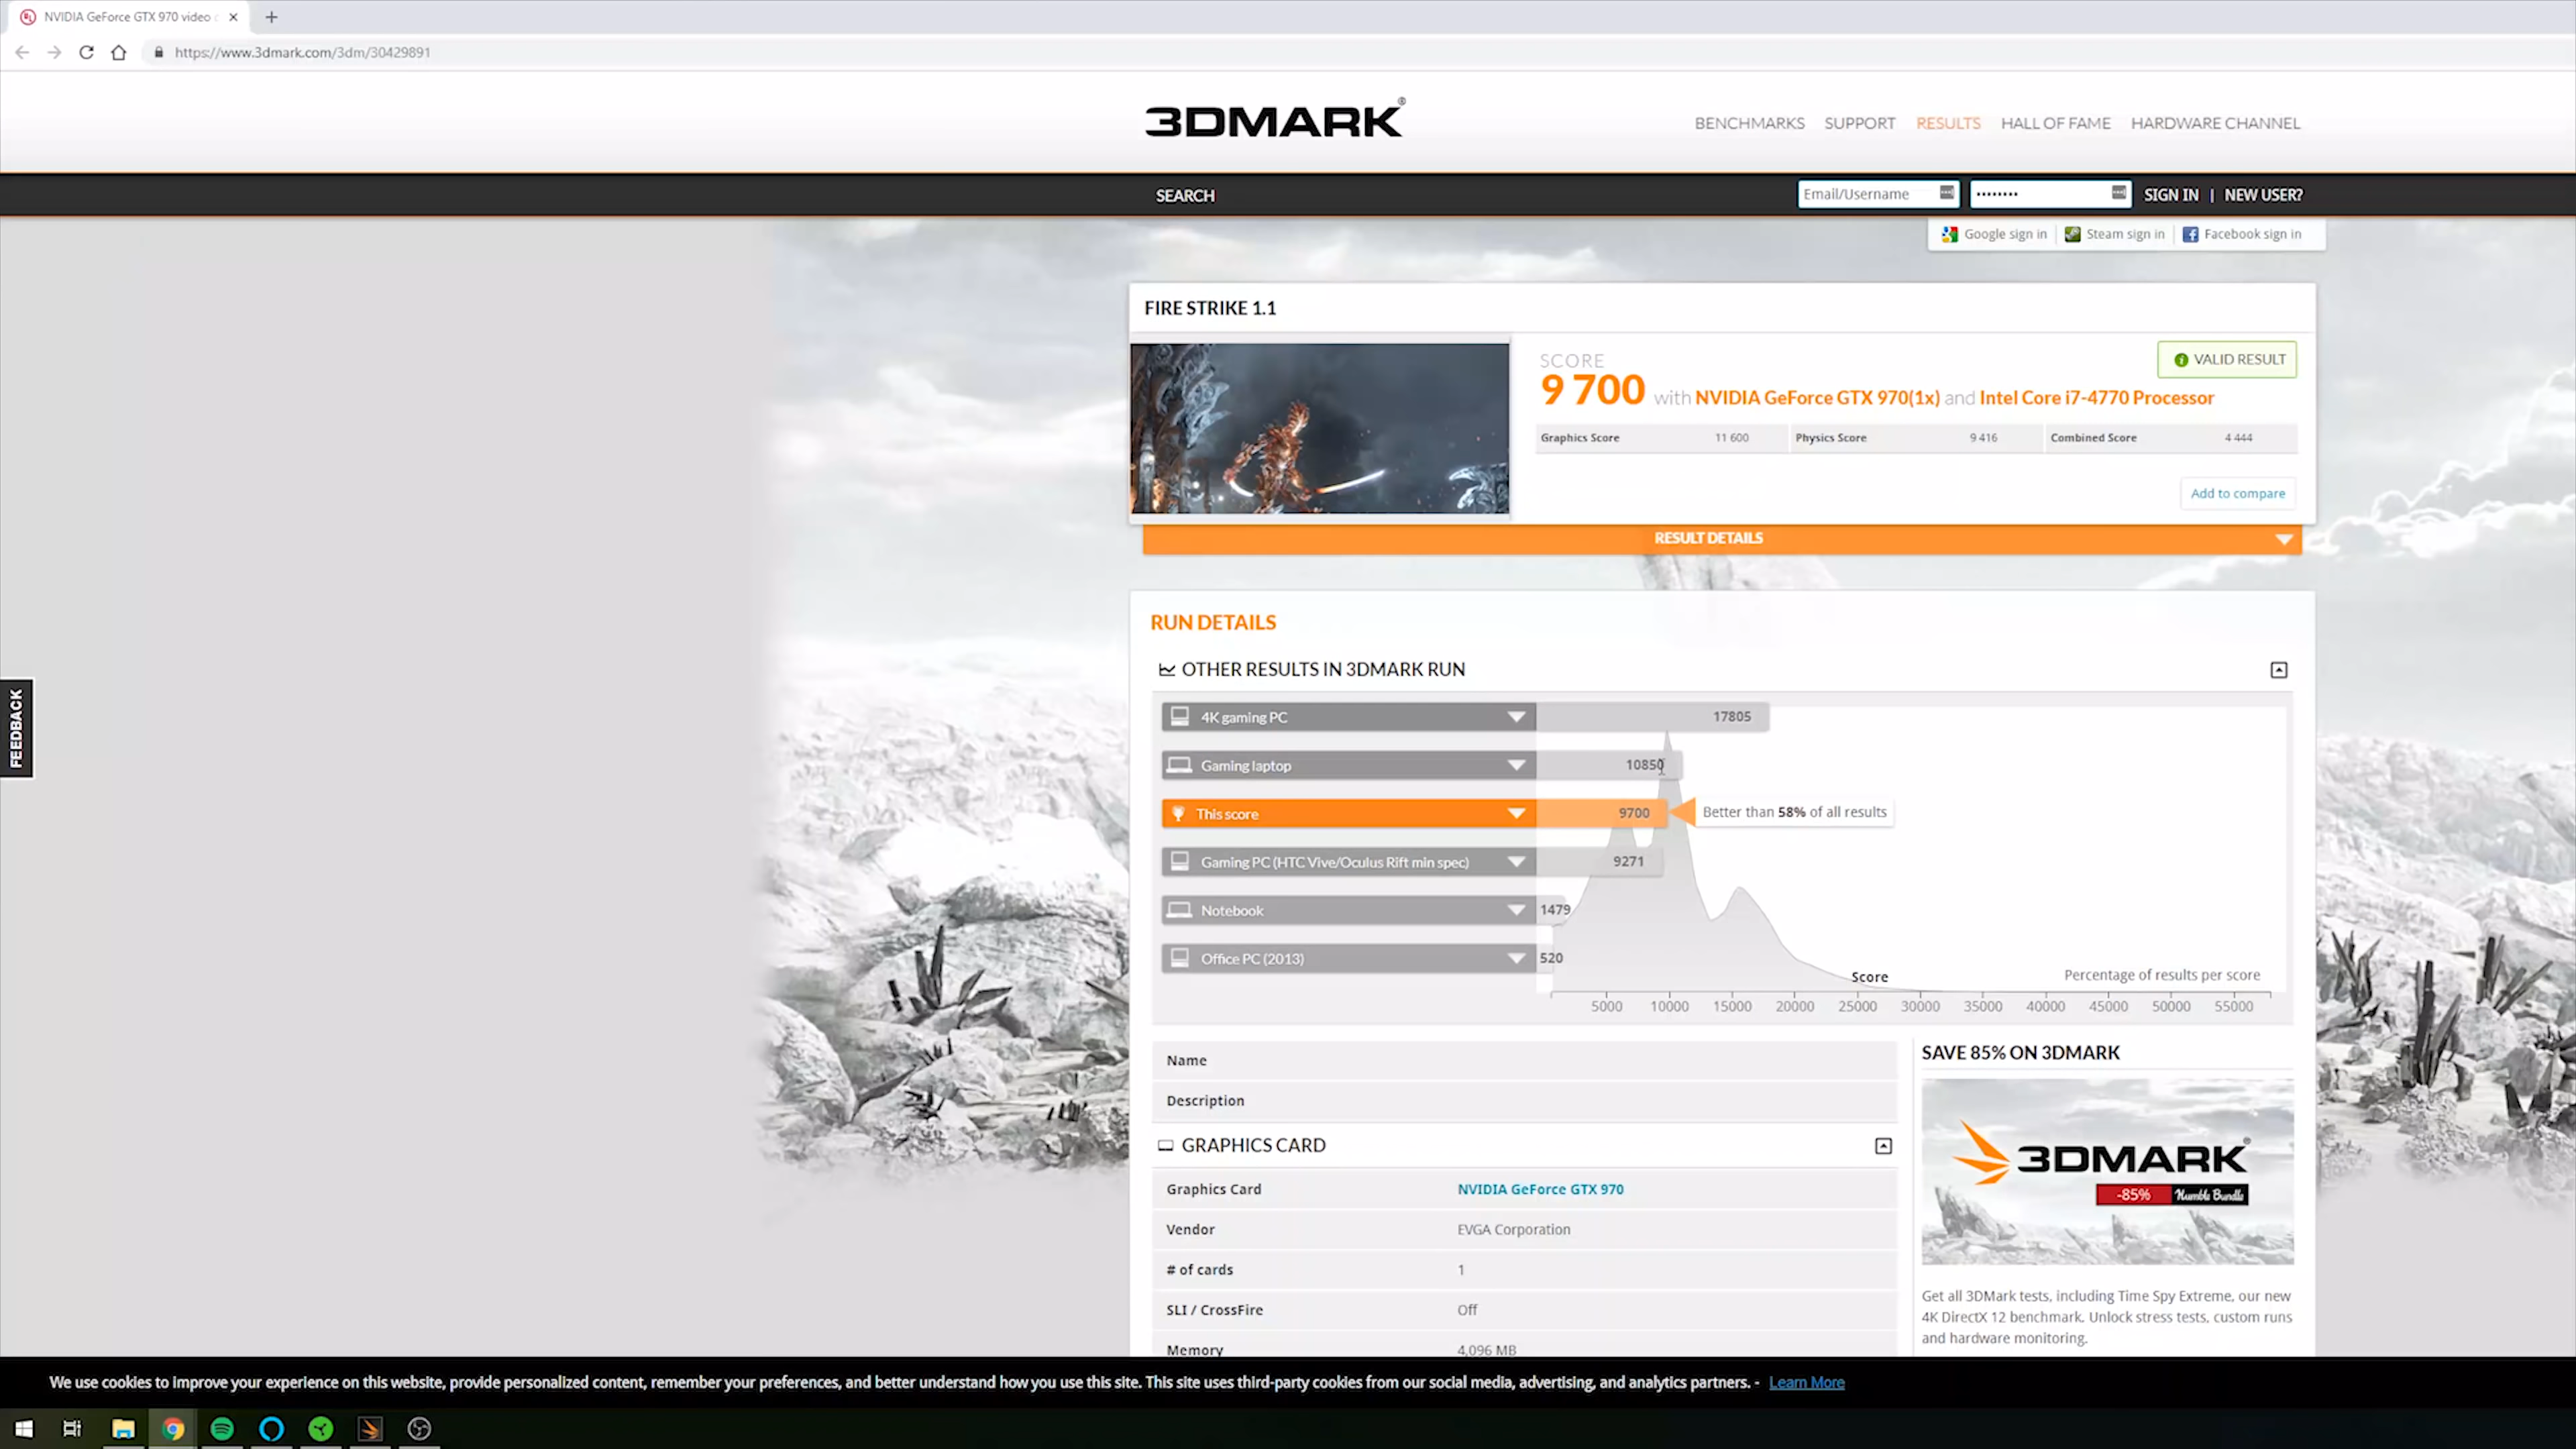 NVIDIA GeForce GTX 970 video
https://www.3dmark.com/3dm/30429891
3DMARK®
BENCHMARKS SUPPORT RESULTS HALL OF FAME HARDWARE CHANNEL
SEARCH
Email/Username
•••••••• SIGN IN | NEW USER?
Google sign in Steam sign in Facebook sign in
FIRE STRIKE 1.1
SCORE
VALID RESULT
9 700 with NVIDIA GeForce GTX 970(1x) and Intel Core i7-4770 Processor
Graphics Score 11 600 Physics Score 9 416 Combined Score 4 444
Add to compare
RESULT DETAILS
RUN DETAILS
OTHER RESULTS IN 3DMARK RUN
4K gaming PC 17805
Gaming laptop 10850
This score 9700 Better than 58% of all results
Gaming PC (HTC Vive/Oculus Rift min spec) 9271
Notebook 1479
Office PC (2013) 520
Score
Percentage of results per score
5000 10000 15000 20000 25000 30000 35000 40000 45000 50000 55000
FEEDBACK
Name
Description
GRAPHICS CARD
Graphics Card NVIDIA GeForce GTX 970
Vendor EVGA Corporation
# of cards 1
SLI / CrossFire Off
Memory 4,096 MB
SAVE 85% ON 3DMARK
3DMARK®
-85% Humble Bundle
Get all 3DMark tests, including Time Spy Extreme, our new
4K DirectX 12 benchmark. Unlock stress tests, custom runs
and hardware monitoring.
We use cookies to improve your experience on this website, provide personalized content, remember your preferences, and better understand how you use this site. This site uses third-party cookies from our social media, advertising, and analytics partners. - Learn More